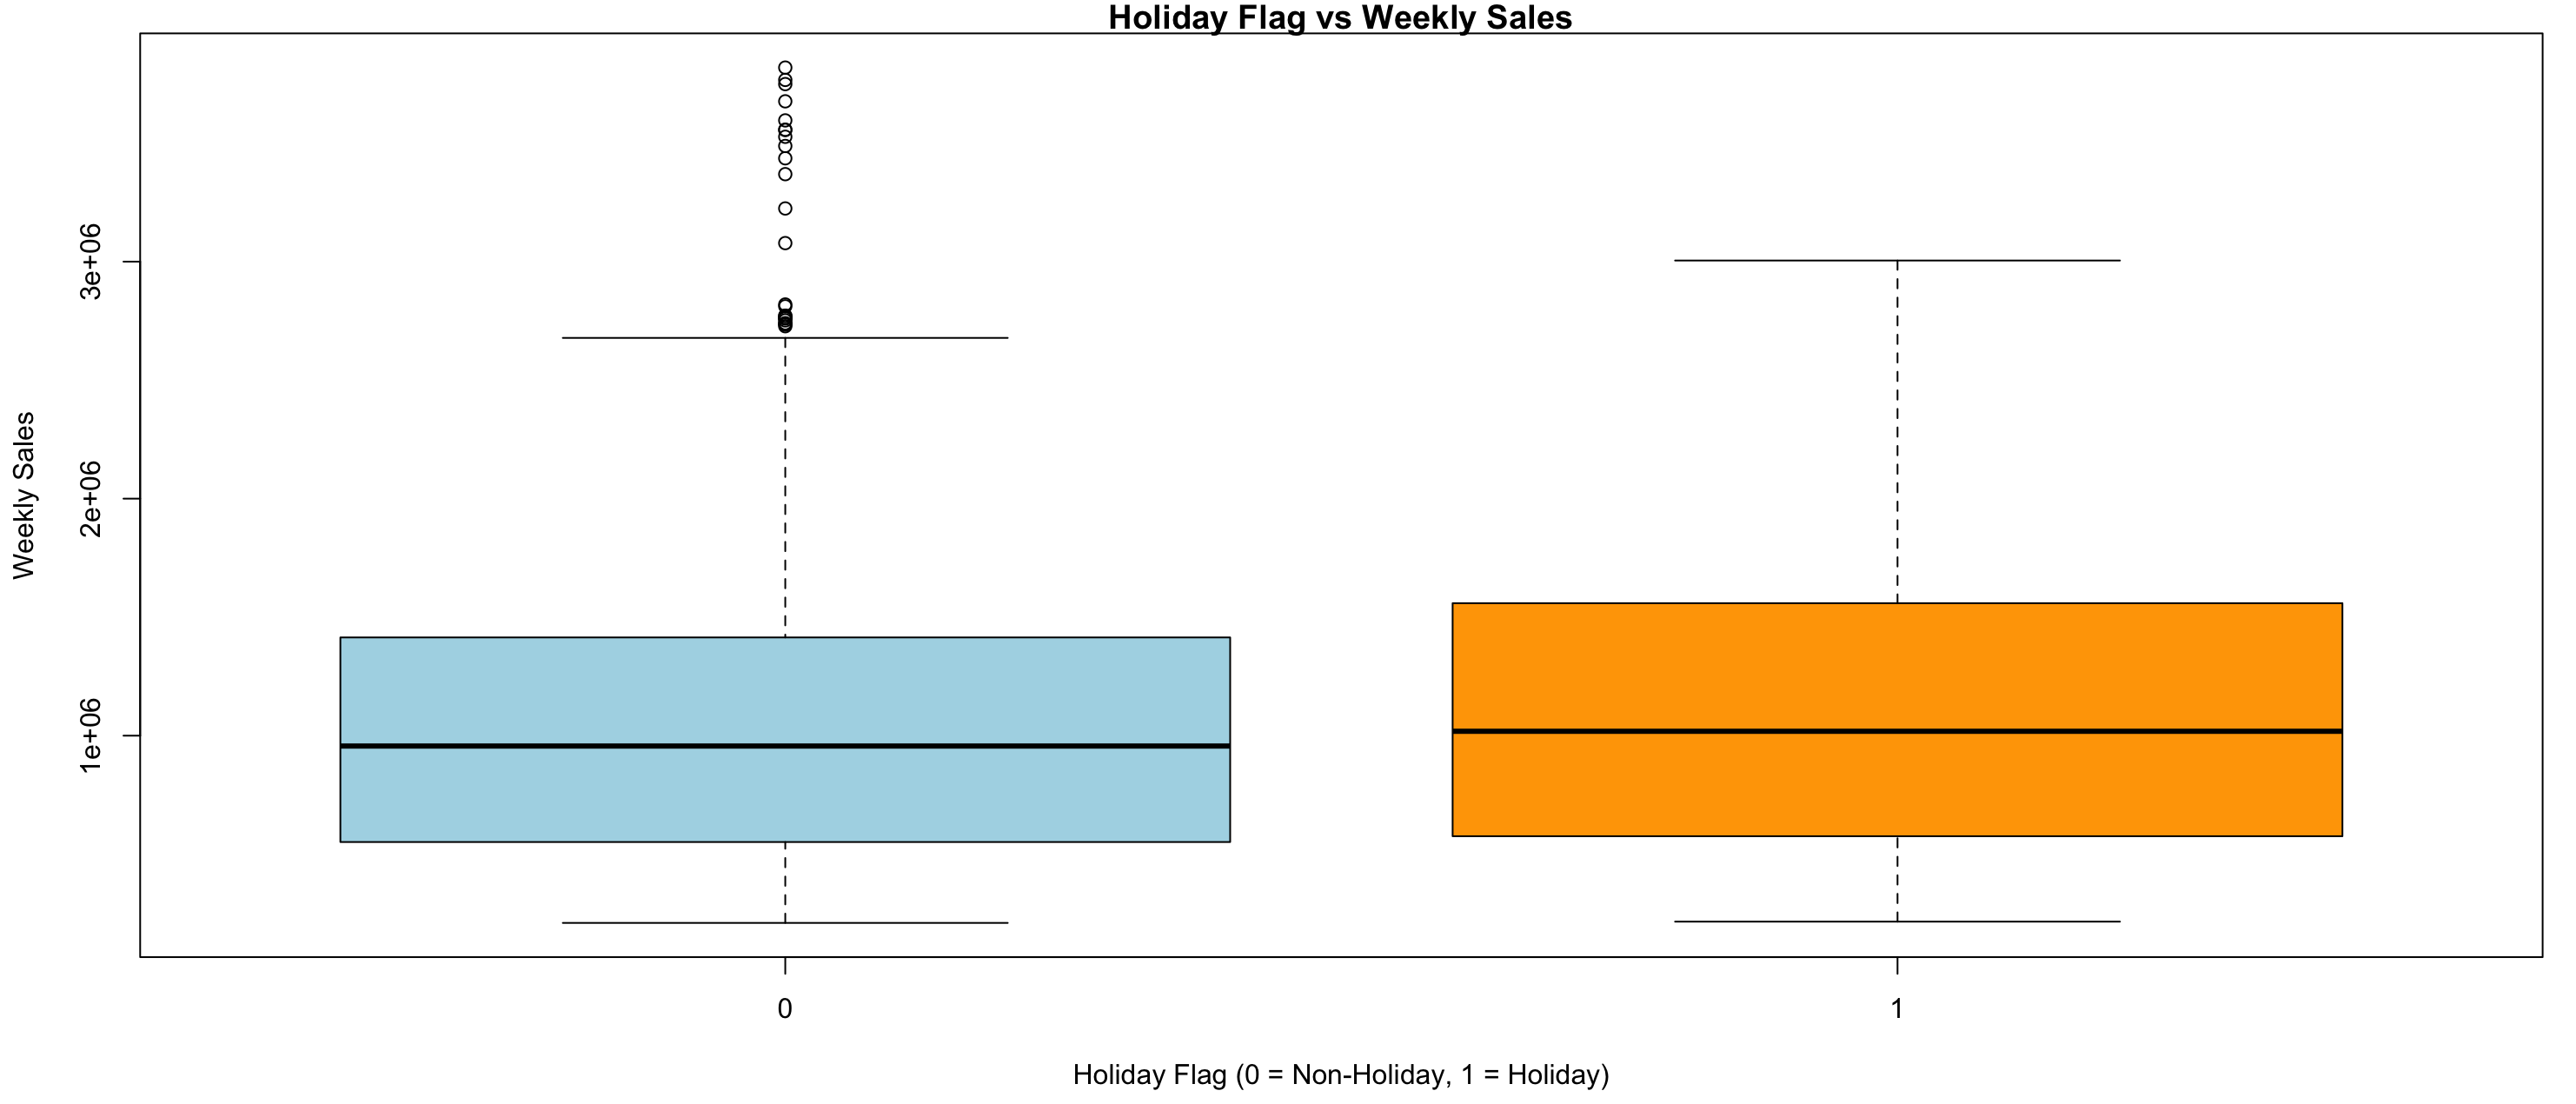 Holiday Flag vs Weekly Sales
Weekly Sales
3e+06
2e+06
1e+06
0
1
Holiday Flag (0 = Non-Holiday, 1 = Holiday)